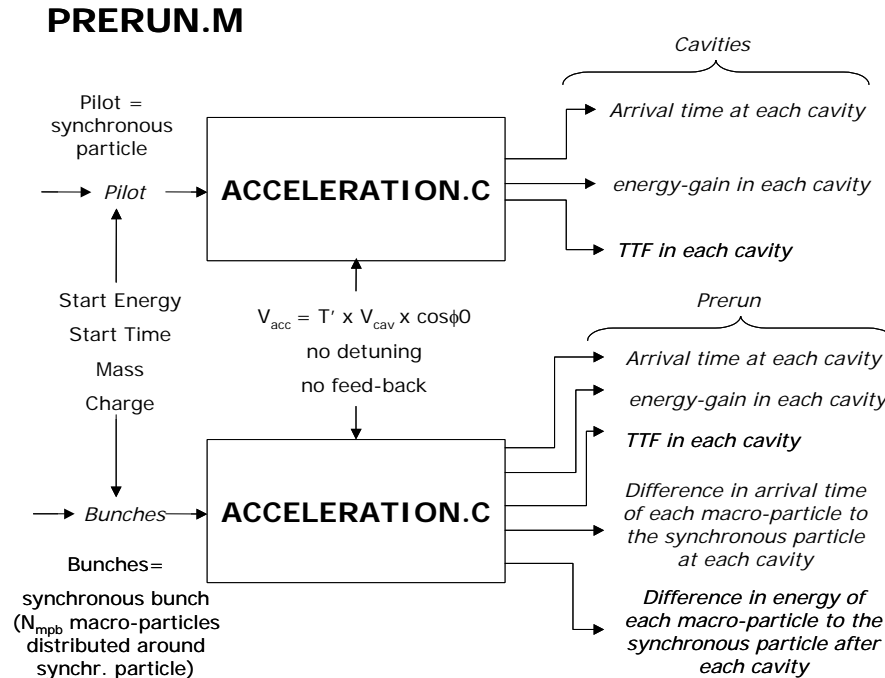 PRERUN.M
Cavities
Pilot =
synchronous
particle
Pilot
ACCELERATION.C
Arrival time at each cavity
energy-gain in each cavity
TTF in each cavity
Start Energy
Start Time
Mass
Charge
V_acc = T' x V_cav x cosϕ0
no detuning
no feed-back
Prerun
Arrival time at each cavity
energy-gain in each cavity
TTF in each cavity
Bunches
ACCELERATION.C
Difference in arrival time
of each macro-particle to
the synchronous particle
at each cavity
Bunches=
synchronous bunch
(N_mpb macro-particles
distributed around
synchr. particle)
Difference in energy of
each macro-particle to the
synchronous particle after
each cavity